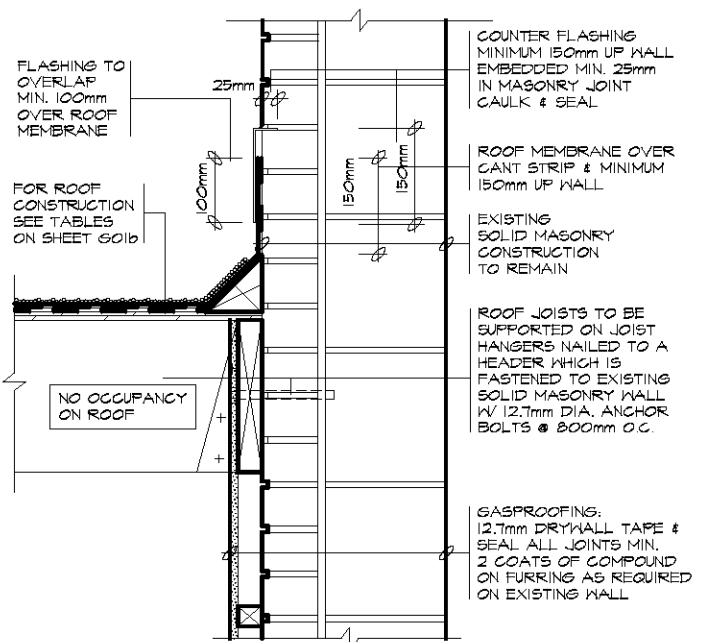 FLASHING TO
OVERLAP
MIN. 100mm
OVER ROOF
MEMBRANE
25mm
COUNTER FLASHING
MINIMUM 150mm UP WALL
EMBEDDED MIN. 25mm
IN MASONRY JOINT
CAULK & SEAL
100mm
150mm
150mm
ROOF MEMBRANE OVER
CANT STRIP & MINIMUM
150mm UP WALL
FOR ROOF
CONSTRUCTION
SEE TABLES
ON SHEET G01b
EXISTING
SOLID MASONRY
CONSTRUCTION
TO REMAIN
ROOF JOISTS TO BE
SUPPORTED ON JOIST
HANGERS NAILED TO A
HEADER WHICH IS
FASTENED TO EXISTING
SOLID MASONRY WALL
W/ 12.7mm DIA. ANCHOR
BOLTS @ 800mm O.C.
NO OCCUPANCY
ON ROOF
GASPROOFING:
12.7mm DRYWALL TAPE &
SEAL ALL JOINTS MIN.
2 COATS OF COMPOUND
ON FURRING AS REQUIRED
ON EXISTING WALL